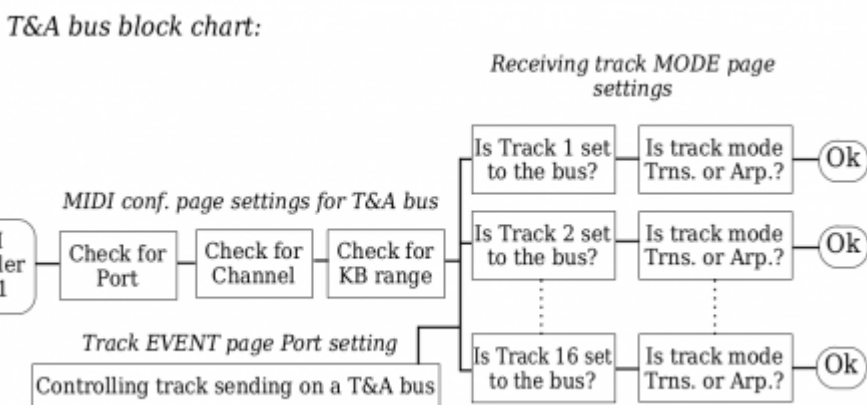 T&A bus block chart:
Receiving track MODE page
settings
Is Track 1 set
to the bus?
Is track mode
Trns. or Arp.?
Ok
MIDI conf. page settings for T&A bus
1
Check for
Port
Check for
Channel
Check for
KB range
Is Track 2 set
to the bus?
Is track mode
Trns. or Arp.?
Ok
Track EVENT page Port setting
Controlling track sending on a T&A bus
Is Track 16 set
to the bus?
Is track mode
Trns. or Arp.?
Ok